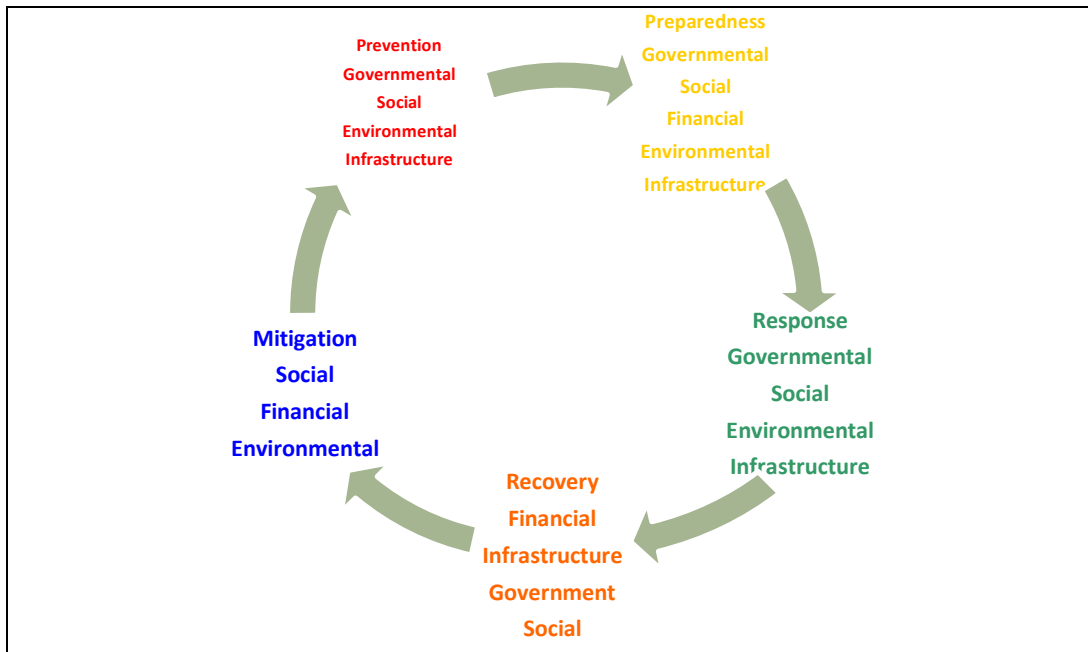 Prevention
Governmental
Social
Environmental
Infrastructure
Preparedness
Governmental
Social
Financial
Environmental
Infrastructure
Response
Governmental
Social
Environmental
Infrastructure
Recovery
Financial
Infrastructure
Government
Social
Mitigation
Social
Financial
Environmental